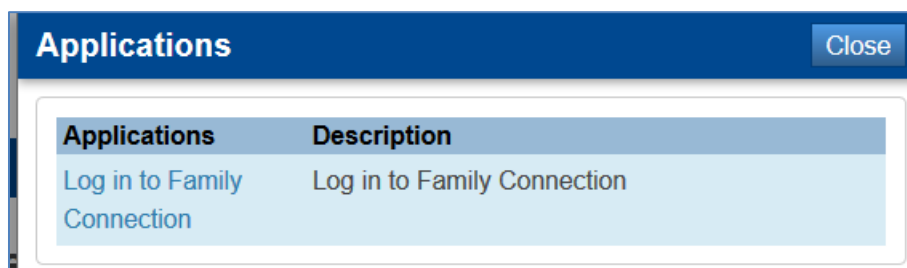 Applications
Close
Applications Description
Log in to Family Log in to Family Connection
Connection